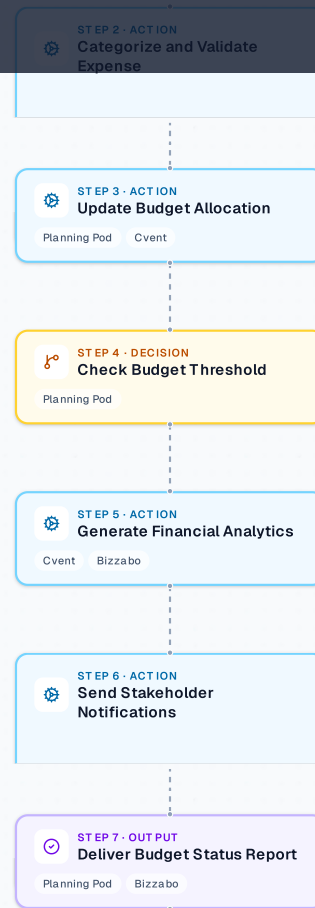 STEP 2 · ACTION
Categorize and Validate
Expense
STEP 3 · ACTION
Update Budget Allocation
Planning Pod Cvent
STEP 4 · DECISION
Check Budget Threshold
Planning Pod
STEP 5 · ACTION
Generate Financial Analytics
Cvent Bizzabo
STEP 6 · ACTION
Send Stakeholder
Notifications
STEP 7 · OUTPUT
Deliver Budget Status Report
Planning Pod Bizzabo